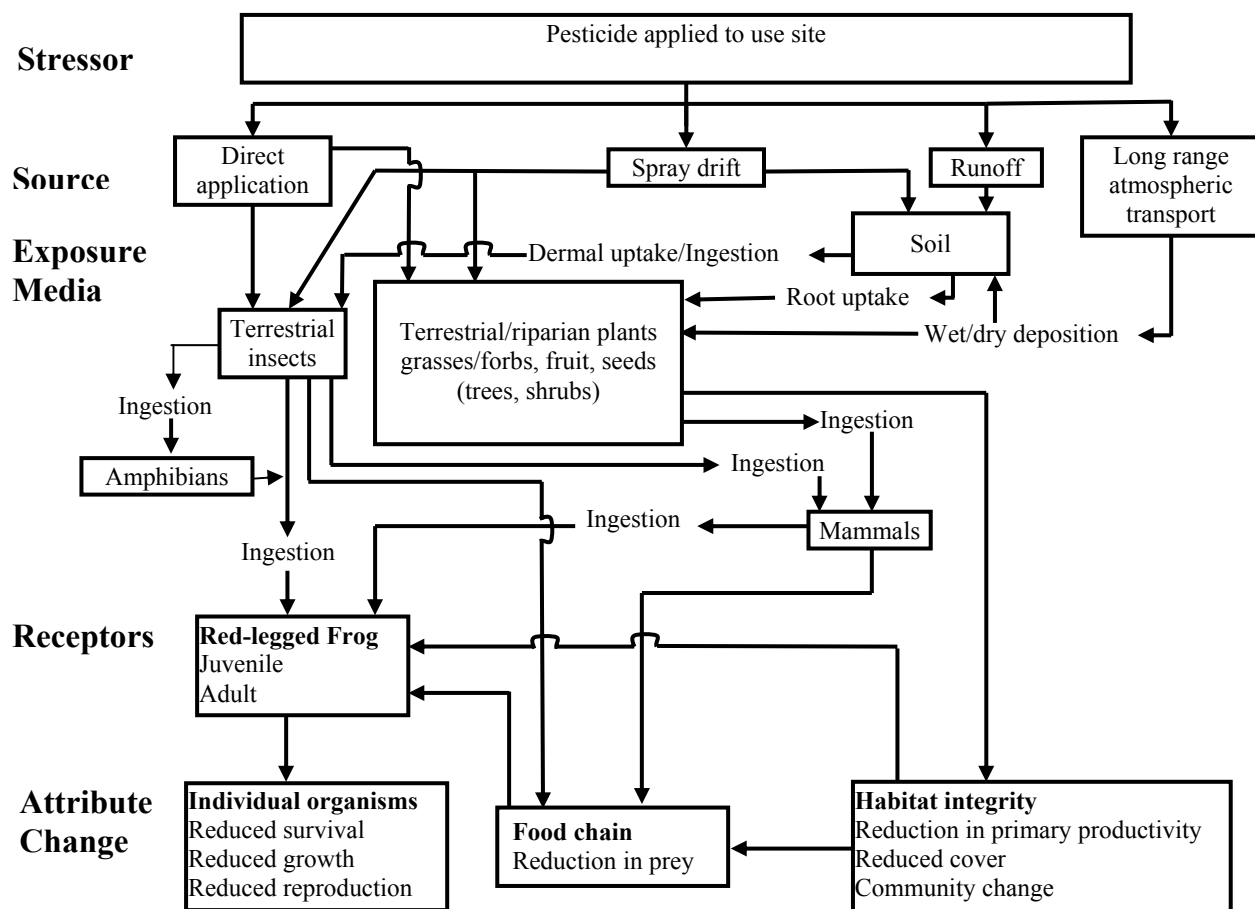 Pesticide applied to use site
Stressor
Direct
application
Spray drift
Runoff
Long range
atmospheric
transport
Source
Soil
Exposure
Media
Dermal uptake/Ingestion
Root uptake
Wet/dry deposition
Terrestrial
insects
Terrestrial/riparian plants
grasses/forbs, fruit, seeds
(trees, shrubs)
Ingestion
Ingestion
Ingestion
Amphibians
Ingestion
Mammals
Ingestion
Receptors
Red-legged Frog
Juvenile
Adult
Attribute
Change
Individual organisms
Reduced survival
Reduced growth
Reduced reproduction
Food chain
Reduction in prey
Habitat integrity
Reduction in primary productivity
Reduced cover
Community change